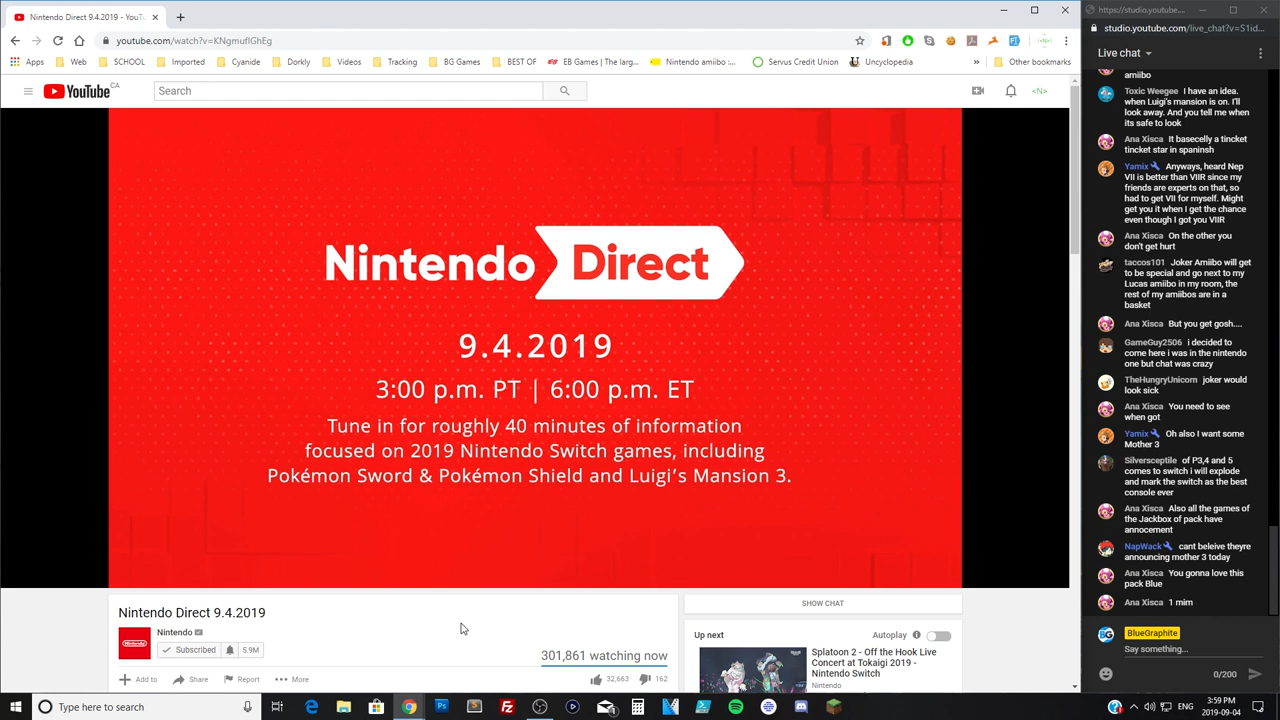 Nintendo Direct 9.4.2019 - YouTu
https://studio.youtube....
youtube.com/watch?v=KNgmufIGhEg
studio.youtube.com/live_chat?v=S1id...
Apps
Web
SCHOOL
Imported
Cyanide
Dorkly
Videos
Tracking
BG Games
BEST OF
EB Games | The larg...
Nintendo amiibo :...
Servus Credit Union
Uncyclopedia
»
Other bookmarks
YouTube CA
Search
<N>
Nintendo Direct
9.4.2019
3:00 p.m. PT | 6:00 p.m. ET
Tune in for roughly 40 minutes of information
focused on 2019 Nintendo Switch games, including
Pokémon Sword & Pokémon Shield and Luigi's Mansion 3.
Nintendo Direct 9.4.2019
Nintendo
Nintendo
Subscribed
5.9M
301,861 watching now
Add to
Share
Report
More
32,663
162
SHOW CHAT
Up next
Autoplay
Splatoon 2 - Off the Hook Live
Concert at Tokaigi 2019 -
Nintendo Switch
Nintendo
Live chat
amiibo
Toxic Weegee I have an idea.
when Luigi's mansion is on. I'll
look away. And you tell me when
its safe to look
Ana Xisca It basecelly a tincket
tincket star in spaninsh
Yamix Anyways, heard Nep
VII is better than VIIR since my
friends are experts on that, so
had to get VII for myself. Might
get you it when I get the chance
even though I got you VIIR
Ana Xisca On the other you
don't get hurt
taccos101 Joker Amiibo will get
to be special and go next to my
Lucas amiibo in my room, the
rest of my amiibos are in a
basket
Ana Xisca But you get gosh....
GameGuy2506 i decided to
come here i was in the nintendo
one but chat was crazy
TheHungryUnicorn joker would
look sick
Ana Xisca You need to see
when got
Yamix Oh also I want some
Mother 3
Silversceptile of P3,4 and 5
comes to switch i will explode
and mark the switch as the best
console ever
Ana Xisca Also all the games of
the Jackbox of pack have
annocement
NapWack cant beleive theyre
announcing mother 3 today
Ana Xisca You gonna love this
pack Blue
Ana Xisca 1 mim
BG
BlueGraphite
Say something...
0/200
Type here to search
ENG
3:59 PM
2019-09-04